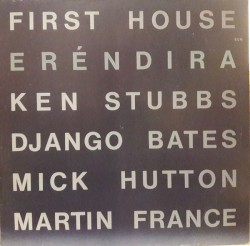 FIRST HOUSE
ERÉNDIRA
KEN STUBBS
DJANGO BATES
MICK HUTTON
MARTIN FRANCE